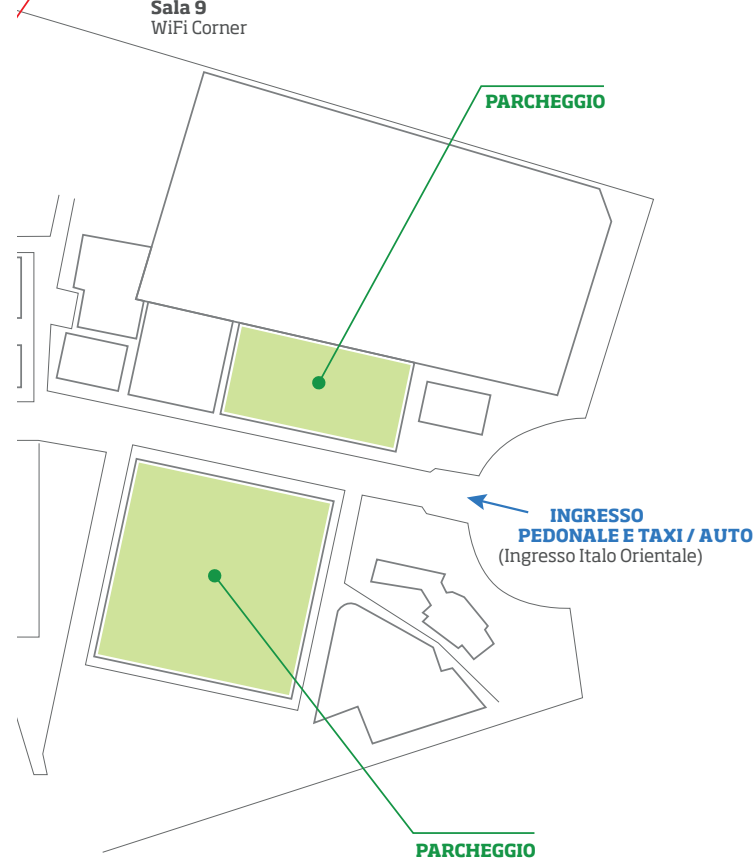 Sala 9
WiFi Corner
PARCHEGGIO
INGRESSO
PEDONALE E TAXI / AUTO
(Ingresso Italo Orientale)
PARCHEGGIO